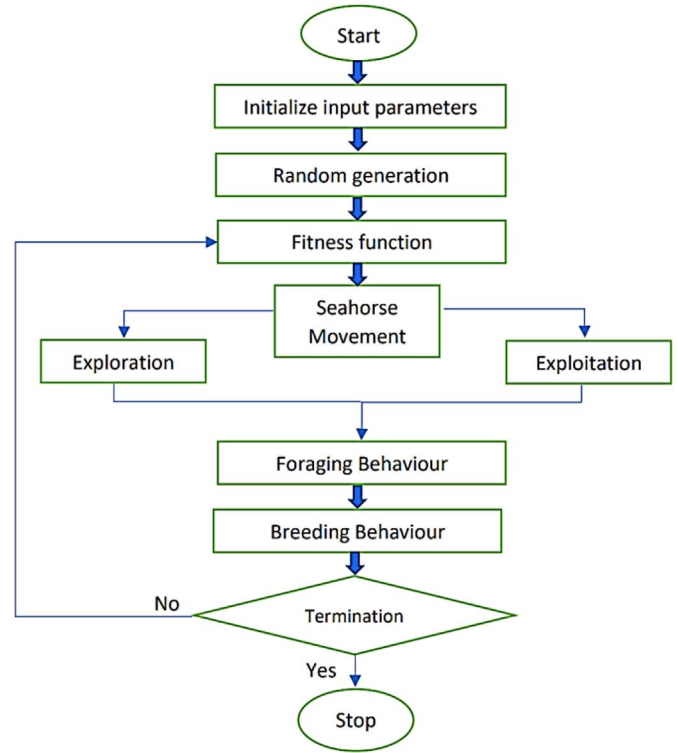 Start
Initialize input parameters
Random generation
Fitness function
Seahorse
Movement
Exploration
Exploitation
Foraging Behaviour
Breeding Behaviour
No
Termination
Yes
Stop